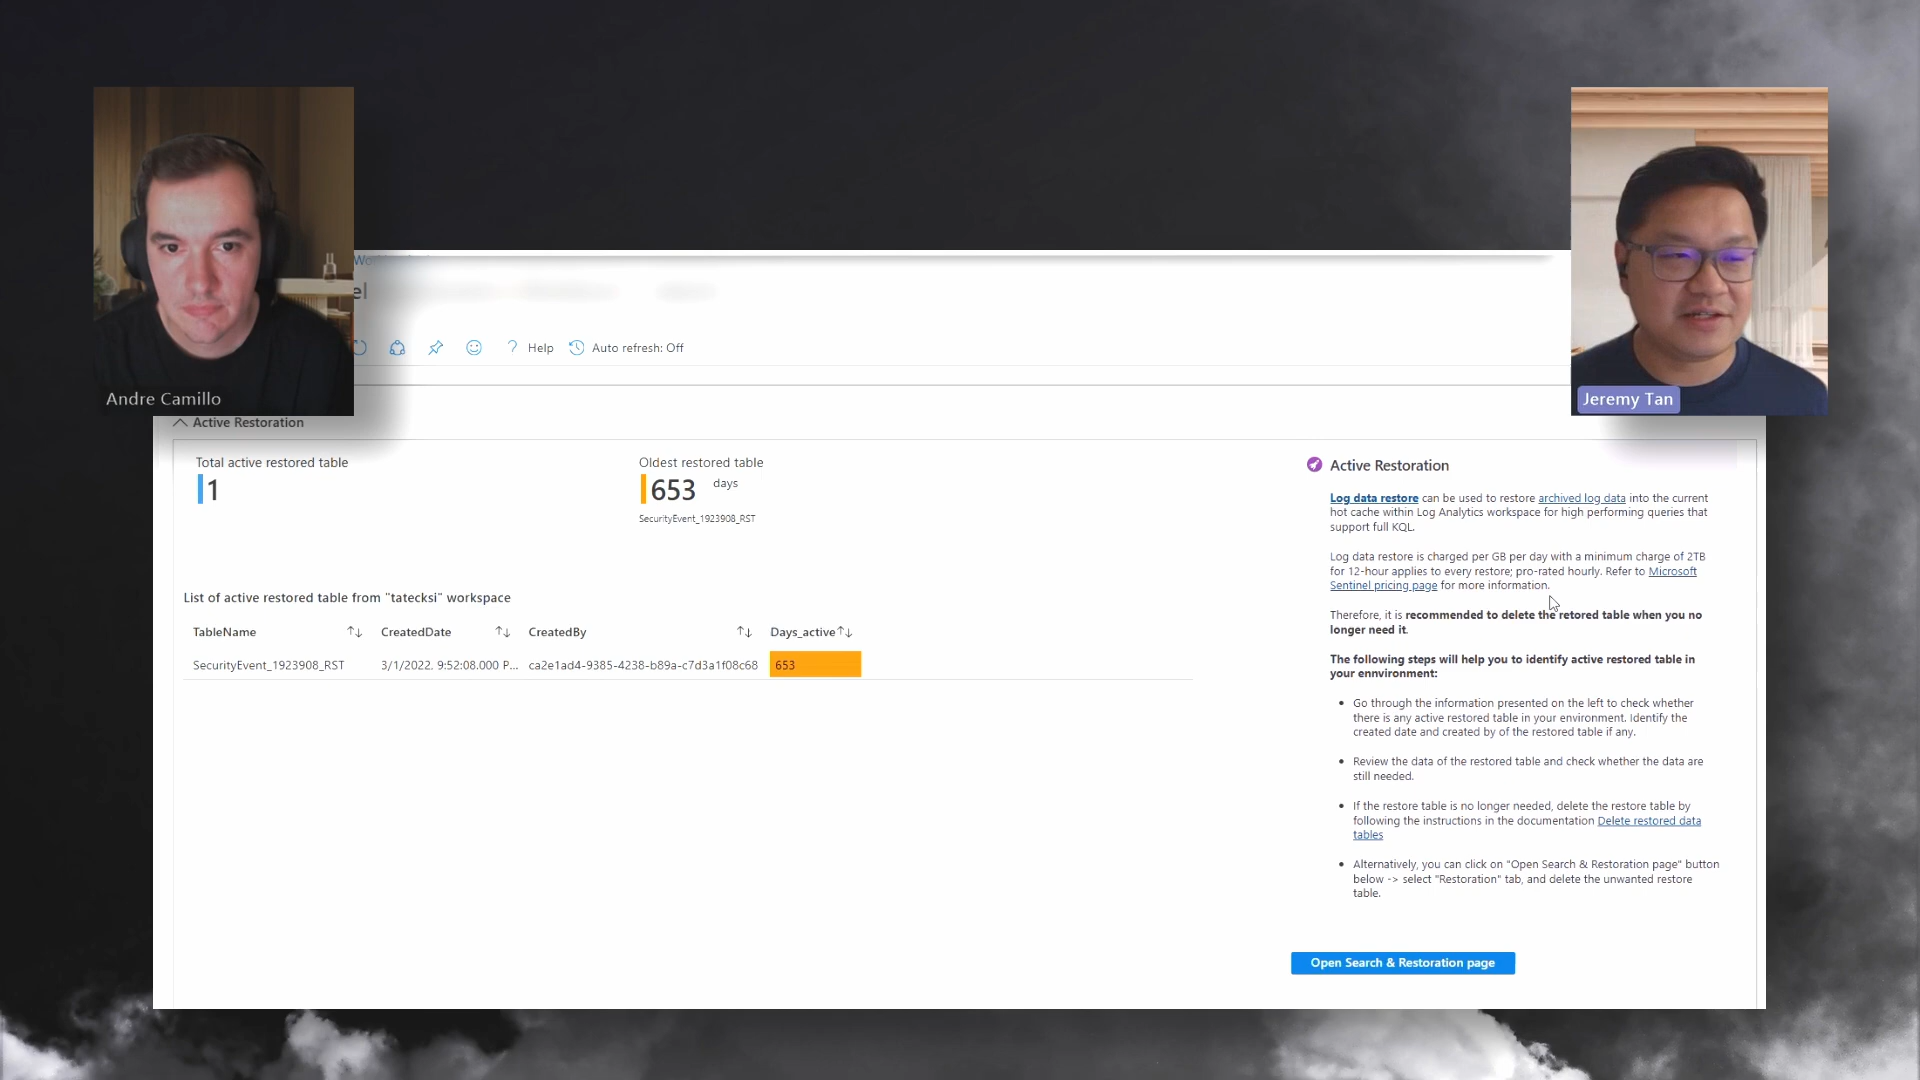 el
Help
Auto refresh: Off
Andre Camillo
Jeremy Tan
Active Restoration
Total active restored table
1
Oldest restored table
653 days
SecurityEvent_1923908_RST
List of active restored table from "tatecksi" workspace
TableName
CreatedDate
CreatedBy
Days_active
SecurityEvent_1923908_RST
3/1/2022, 9:52:08.000 P...
ca2e1ad4-9385-4238-b89a-c7d3a1f08c68
653
Active Restoration
Log data restore can be used to restore archived log data into the current
hot cache within Log Analytics workspace for high performing queries that
support full KQL.
Log data restore is charged per GB per day with a minimum charge of 2TB
for 12-hour applies to every restore; pro-rated hourly. Refer to Microsoft
Sentinel pricing page for more information.
Therefore, it is recommended to delete the retored table when you no
longer need it.
The following steps will help you to identify active restored table in
your ennvironment:
• Go through the information presented on the left to check whether
there is any active restored table in your environment. Identify the
created date and created by of the restored table if any.
• Review the data of the restored table and check whether the data are
still needed.
• If the restore table is no longer needed, delete the restore table by
following the instructions in the documentation Delete restored data
tables
• Alternatively, you can click on "Open Search & Restoration page" button
below -> select "Restoration" tab, and delete the unwanted restore
table.
Open Search & Restoration page